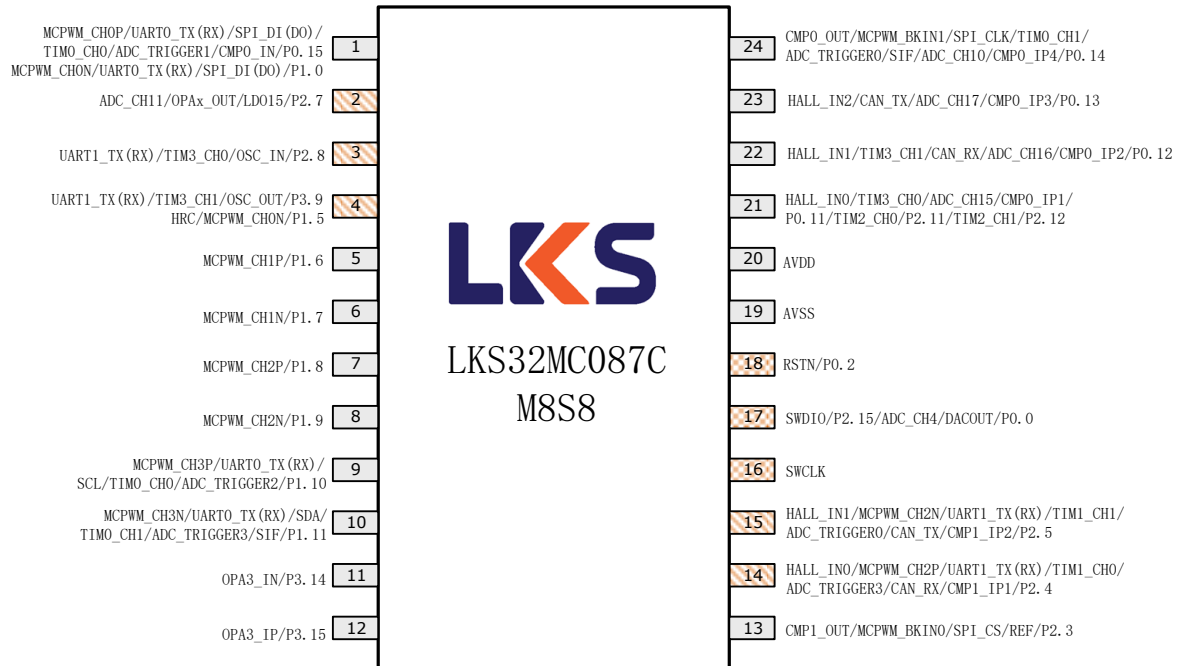 MCPWM_CH0P/UART0_TX(RX)/SPI_DI(DO)/
TIM0_CH0/ADC_TRIGGER1/CMP0_IN/P0.15
MCPWM_CH0N/UART0_TX(RX)/SPI_DI(DO)/P1.0
1
ADC_CH11/OPAx_OUT/LDO15/P2.7
2
UART1_TX(RX)/TIM3_CH0/OSC_IN/P2.8
3
UART1_TX(RX)/TIM3_CH1/OSC_OUT/P3.9
HRC/MCPWM_CH0N/P1.5
4
MCPWM_CH1P/P1.6
5
MCPWM_CH1N/P1.7
6
MCPWM_CH2P/P1.8
7
MCPWM_CH2N/P1.9
8
MCPWM_CH3P/UART0_TX(RX)/
SCL/TIM0_CH0/ADC_TRIGGER2/P1.10
9
MCPWM_CH3N/UART0_TX(RX)/SDA/
TIM0_CH1/ADC_TRIGGER3/SIF/P1.11
10
OPA3_IN/P3.14
11
OPA3_IP/P3.15
12
LKS
LKS32MC087C
M8S8
24
CMP0_OUT/MCPWM_BKIN1/SPI_CLK/TIM0_CH1/
ADC_TRIGGER0/SIF/ADC_CH10/CMP0_IP4/P0.14
23
HALL_IN2/CAN_TX/ADC_CH17/CMP0_IP3/P0.13
22
HALL_IN1/TIM3_CH1/CAN_RX/ADC_CH16/CMP0_IP2/P0.12
21
HALL_IN0/TIM3_CH0/ADC_CH15/CMP0_IP1/
P0.11/TIM2_CH0/P2.11/TIM2_CH1/P2.12
20
AVDD
19
AVSS
18
RSTN/P0.2
17
SWDIO/P2.15/ADC_CH4/DACOUT/P0.0
16
SWCLK
15
HALL_IN1/MCPWM_CH2N/UART1_TX(RX)/TIM1_CH1/
ADC_TRIGGER0/CAN_TX/CMP1_IP2/P2.5
14
HALL_IN0/MCPWM_CH2P/UART1_TX(RX)/TIM1_CH0/
ADC_TRIGGER3/CAN_RX/CMP1_IP1/P2.4
13
CMP1_OUT/MCPWM_BKIN0/SPI_CS/REF/P2.3